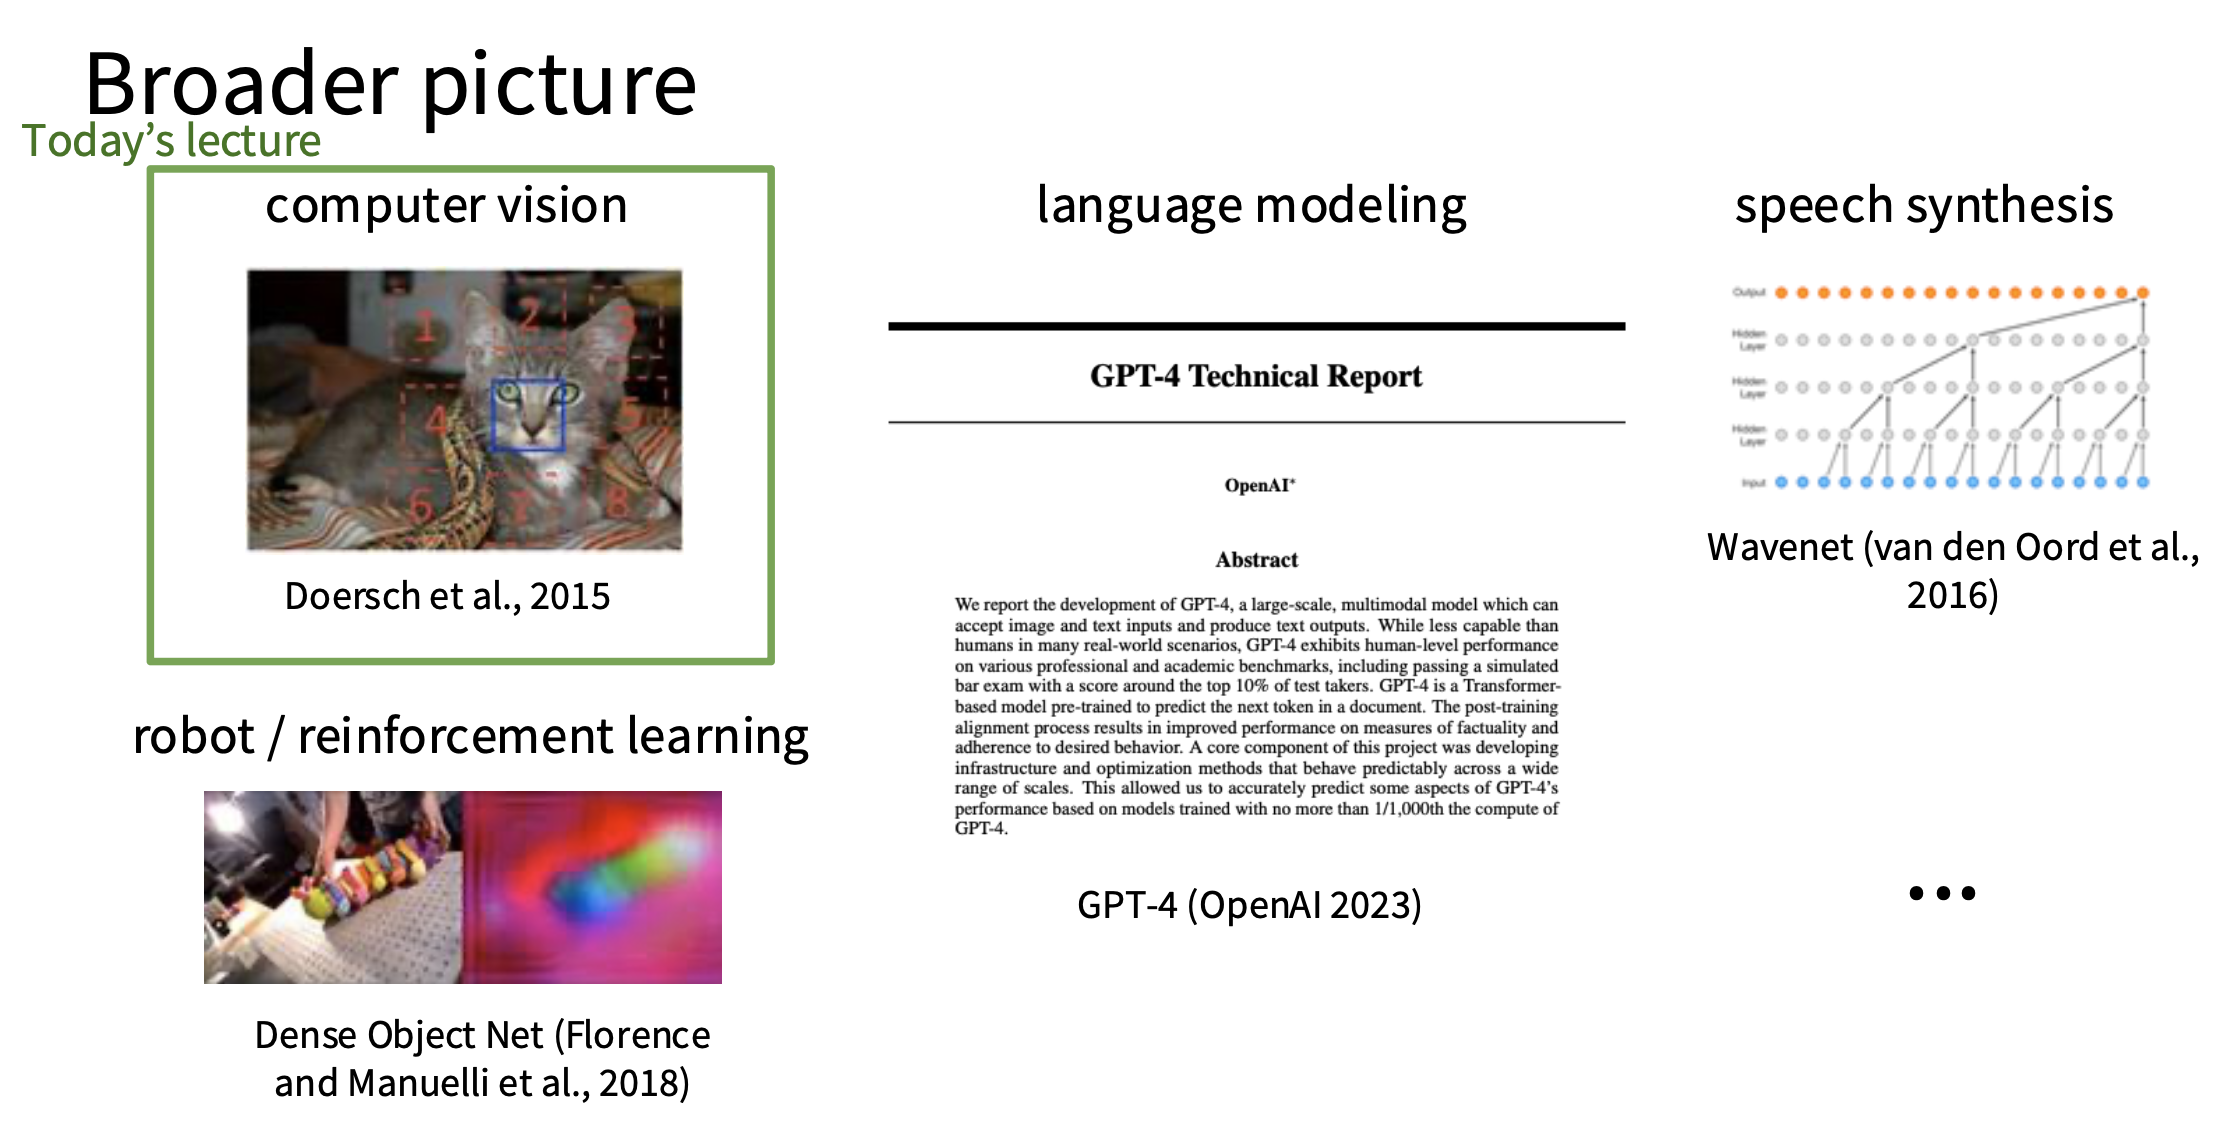 Broader picture
Today's lecture
computer vision
1
2
3
4
5
6
7
8
Doersch et al., 2015
robot / reinforcement learning
Dense Object Net (Florence
and Manuelli et al., 2018)
language modeling
GPT-4 Technical Report
OpenAI*
Abstract
We report the development of GPT-4, a large-scale, multimodal model which can
accept image and text inputs and produce text outputs. While less capable than
humans in many real-world scenarios, GPT-4 exhibits human-level performance
on various professional and academic benchmarks, including passing a simulated
bar exam with a score around the top 10% of test takers. GPT-4 is a Transformer-
based model pre-trained to predict the next token in a document. The post-training
alignment process results in improved performance on measures of factuality and
adherence to desired behavior. A core component of this project was developing
infrastructure and optimization methods that behave predictably across a wide
range of scales. This allowed us to accurately predict some aspects of GPT-4's
performance based on models trained with no more than 1/1,000th the compute of
GPT-4.
GPT-4 (OpenAI 2023)
speech synthesis
Output
Hidden
Layer
Hidden
Layer
Hidden
Layer
Input
Wavenet (van den Oord et al.,
2016)
...